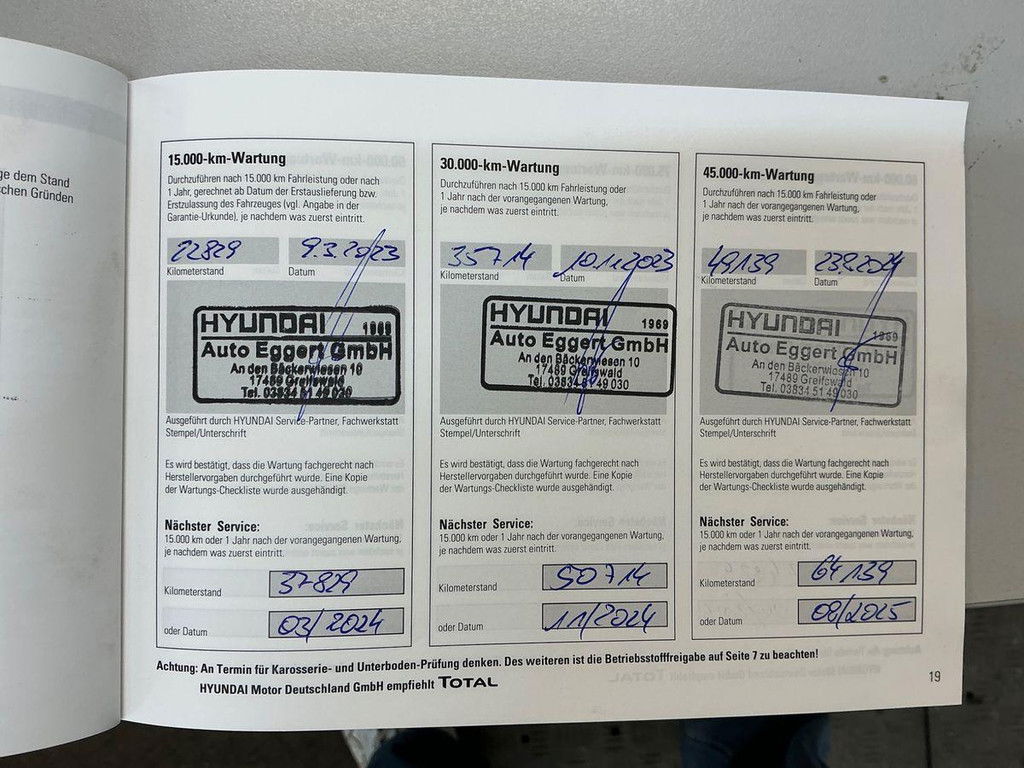 ge dem Stand
schen Gründen
15.000-km-Wartung
Durchzuführen nach 15.000 km Fahrleistung oder nach
1 Jahr, gerechnet ab Datum der Erstauslieferung bzw.
Erstzulassung des Fahrzeuges (vgl. Angabe in der
Garantie-Urkunde), je nachdem was zuerst eintritt.
22829 9.3.2023
Kilometerstand Datum
HYUNDAI 1969
Auto Eggert GmbH
An den Bäckerwiesen 10
17489 Greifswald
Tel. 03834 51 49 030
Ausgeführt durch HYUNDAI Service-Partner, Fachwerkstatt
Stempel/Unterschrift
Es wird bestätigt, dass die Wartung fachgerecht nach
Herstellervorgaben durchgeführt wurde. Eine Kopie
der Wartungs-Checkliste wurde ausgehändigt.
Nächster Service:
15.000 km oder 1 Jahr nach der vorangegangenen Wartung,
je nachdem was zuerst eintritt.
Kilometerstand 37829
oder Datum 03/2024
30.000-km-Wartung
Durchzuführen nach 15.000 km Fahrleistung oder
1 Jahr nach der vorangegangenen Wartung,
je nachdem was zuerst eintritt.
35714 10.11.2023
Kilometerstand Datum
HYUNDAI 1969
Auto Eggert GmbH
An den Bäckerwiesen 10
17489 Greifswald
Tel. 03834 51 49 030
Ausgeführt durch HYUNDAI Service-Partner, Fachwerkstatt
Stempel/Unterschrift
Es wird bestätigt, dass die Wartung fachgerecht nach
Herstellervorgaben durchgeführt wurde. Eine Kopie
der Wartungs-Checkliste wurde ausgehändigt.
Nächster Service:
15.000 km oder 1 Jahr nach der vorangegangenen Wartung,
je nachdem was zuerst eintritt.
Kilometerstand 50714
oder Datum 11/2024
45.000-km-Wartung
Durchzuführen nach 15.000 km Fahrleistung oder
1 Jahr nach der vorangegangenen Wartung,
je nachdem was zuerst eintritt.
49139
Kilometerstand Datum
HYUNDAI 1969
Auto Eggert GmbH
An den Bäckerwiesen 10
17489 Greifswald
Tel. 03834 51 49 030
Ausgeführt durch HYUNDAI Service-Partner, Fachwerkstatt
Stempel/Unterschrift
Es wird bestätigt, dass die Wartung fachgerecht nach
Herstellervorgaben durchgeführt wurde. Eine Kopie
der Wartungs-Checkliste wurde ausgehändigt.
Nächster Service:
15.000 km oder 1 Jahr nach der vorangegangenen Wartung,
je nachdem was zuerst eintritt.
Kilometerstand 64139
oder Datum 08/2025
Achtung: An Termin für Karosserie- und Unterboden-Prüfung denken. Des weiteren ist die Betriebsstofffreigabe auf Seite 7 zu beachten!
HYUNDAI Motor Deutschland GmbH empfiehlt TOTAL
19